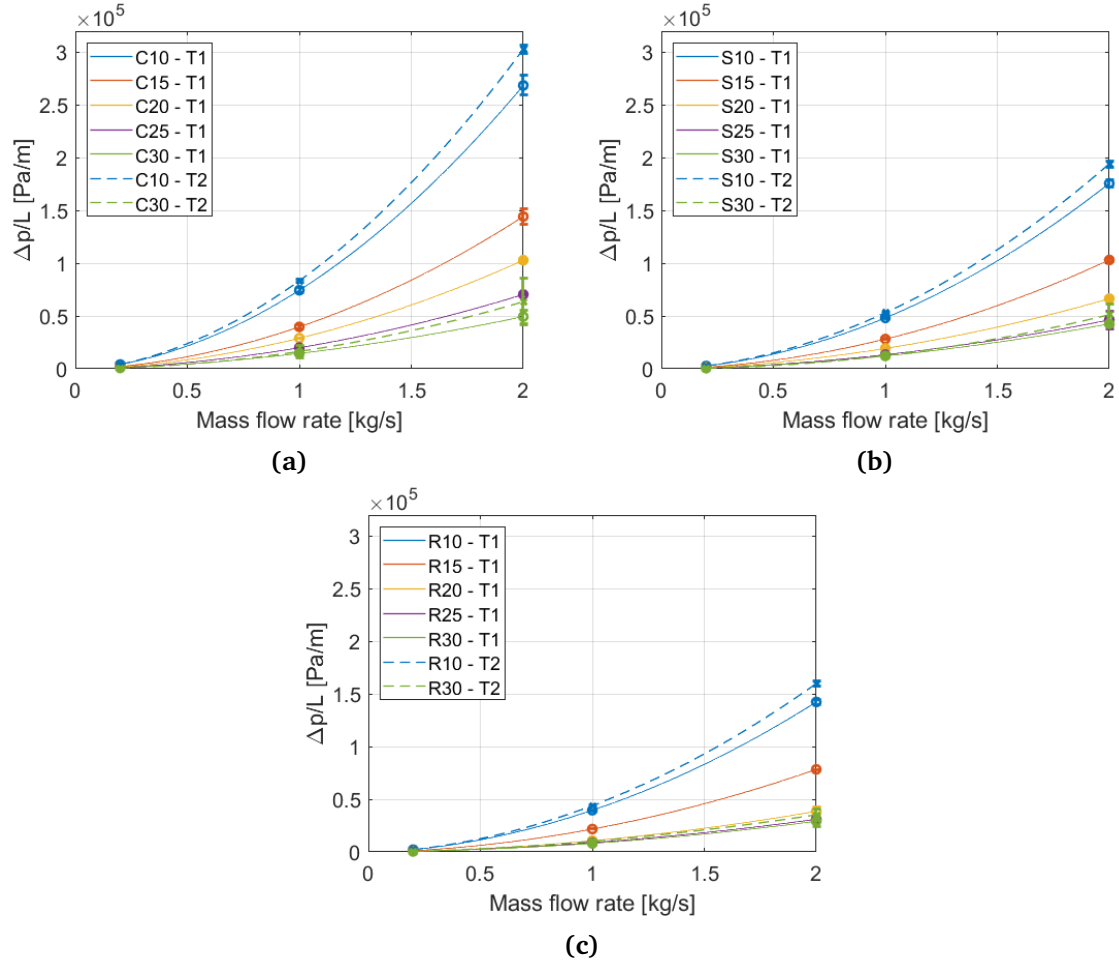 ×10⁵
C10 - T1
C15 - T1
C20 - T1
C25 - T1
C30 - T1
C10 - T2
C30 - T2
3
2.5
2
1.5
1
0.5
0
Δp/L [Pa/m]
0 0.5 1 1.5 2
Mass flow rate [kg/s]
(a)
×10⁵
S10 - T1
S15 - T1
S20 - T1
S25 - T1
S30 - T1
S10 - T2
S30 - T2
3
2.5
2
1.5
1
0.5
0
Δp/L [Pa/m]
0 0.5 1 1.5 2
Mass flow rate [kg/s]
(b)
×10⁵
R10 - T1
R15 - T1
R20 - T1
R25 - T1
R30 - T1
R10 - T2
R30 - T2
3
2.5
2
1.5
1
0.5
0
Δp/L [Pa/m]
0 0.5 1 1.5 2
Mass flow rate [kg/s]
(c)